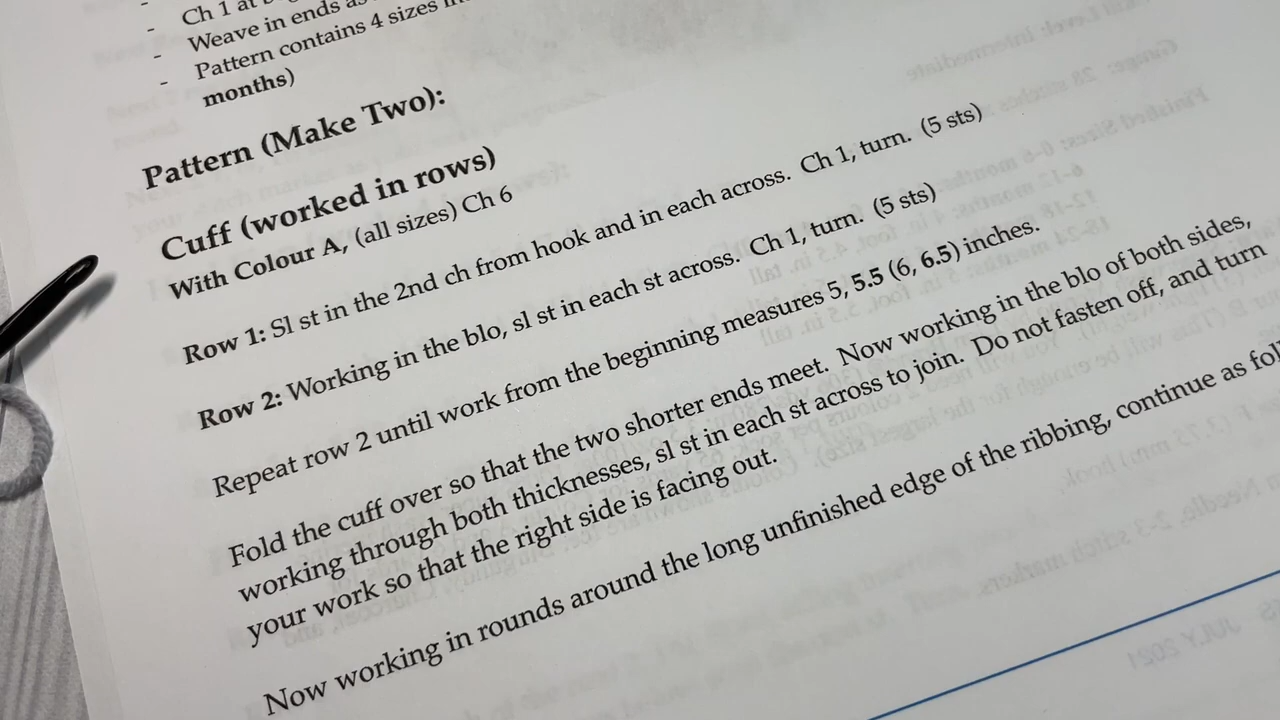 - Ch 1 at
- Weave in ends as
- Pattern contains 4 sizes in
months)
Pattern (Make Two):
Cuff (worked in rows)
With Colour A, (all sizes) Ch 6
Row 1: Sl st in the 2nd ch from hook and in each across. Ch 1, turn. (5 sts)
Row 2: Working in the blo, sl st in each st across. Ch 1, turn. (5 sts)
Repeat row 2 until work from the beginning measures 5, 5.5 (6, 6.5) inches.
Fold the cuff over so that the two shorter ends meet. Now working in the blo of both sides,
working through both thicknesses, sl st in each st across to join. Do not fasten off, and turn
your work so that the right side is facing out.
Now working in rounds around the long unfinished edge of the ribbing, continue as